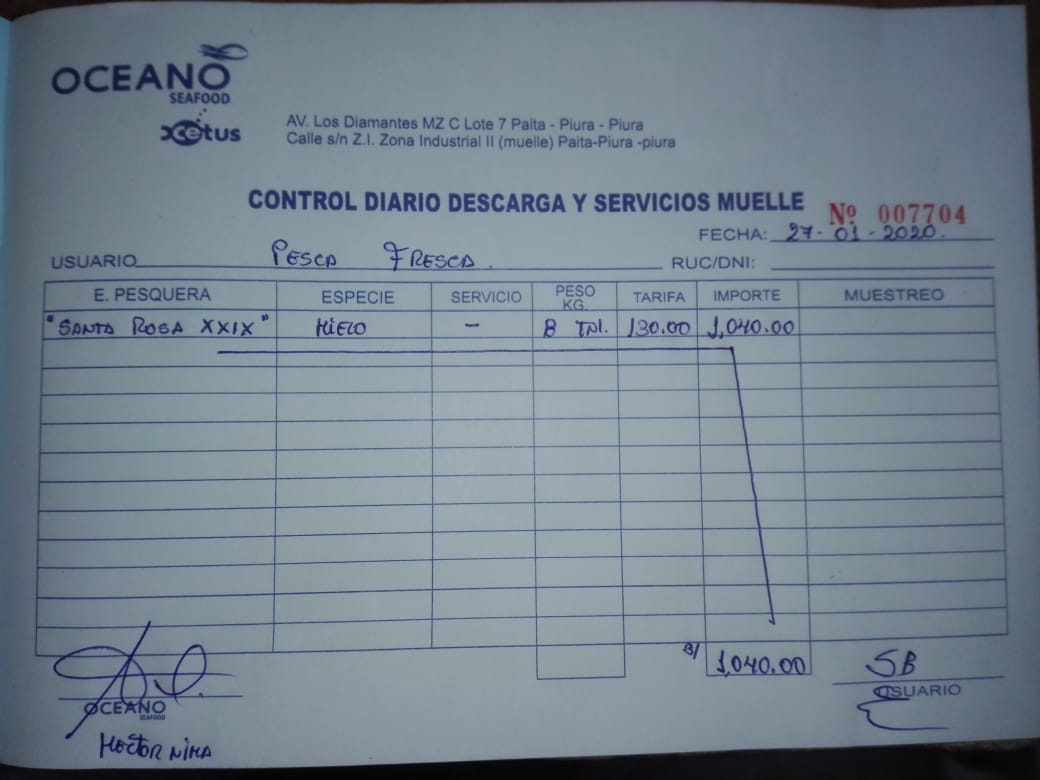 OCEANO
SEAFOOD
xcetus
AV. Los Diamantes MZ C Lote 7 Paita - Piura - Piura
Calle s/n Z.I. Zona Industrial II (muelle) Paita-Piura -piura
CONTROL DIARIO DESCARGA Y SERVICIOS MUELLE
Nº 007704
FECHA: 27-01-2020.
USUARIO PESCA FRESCA. RUC/DNI:
E. PESQUERA ESPECIE SERVICIO PESO KG. TARIFA IMPORTE MUESTREO
"SANTA ROSA XXIX" HIELO - 8 TNL. 130.00 1,040.00
S/ 1,040.00
SB
OCEANO
SEAFOOD
USUARIO
HECTOR NIMA